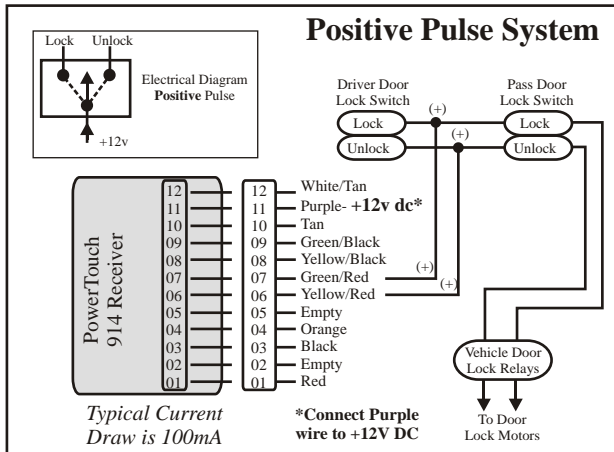 Positive Pulse System
Lock Unlock
Electrical Diagram
Positive Pulse
+12v
Driver Door
Lock Switch
Pass Door
Lock Switch
Lock
Unlock
(+)
(+)
Lock
Unlock
PowerTouch
914 Receiver
12 12 White/Tan
11 11 Purple- +12v dc*
10 10 Tan
09 09 Green/Black
08 08 Yellow/Black
07 07 Green/Red (+)
06 06 Yellow/Red (+)
05 05 Empty
04 04 Orange
03 03 Black
02 02 Empty
01 01 Red
Vehicle Door
Lock Relays
To Door
Lock Motors
Typical Current
Draw is 100mA
*Connect Purple
wire to +12V DC